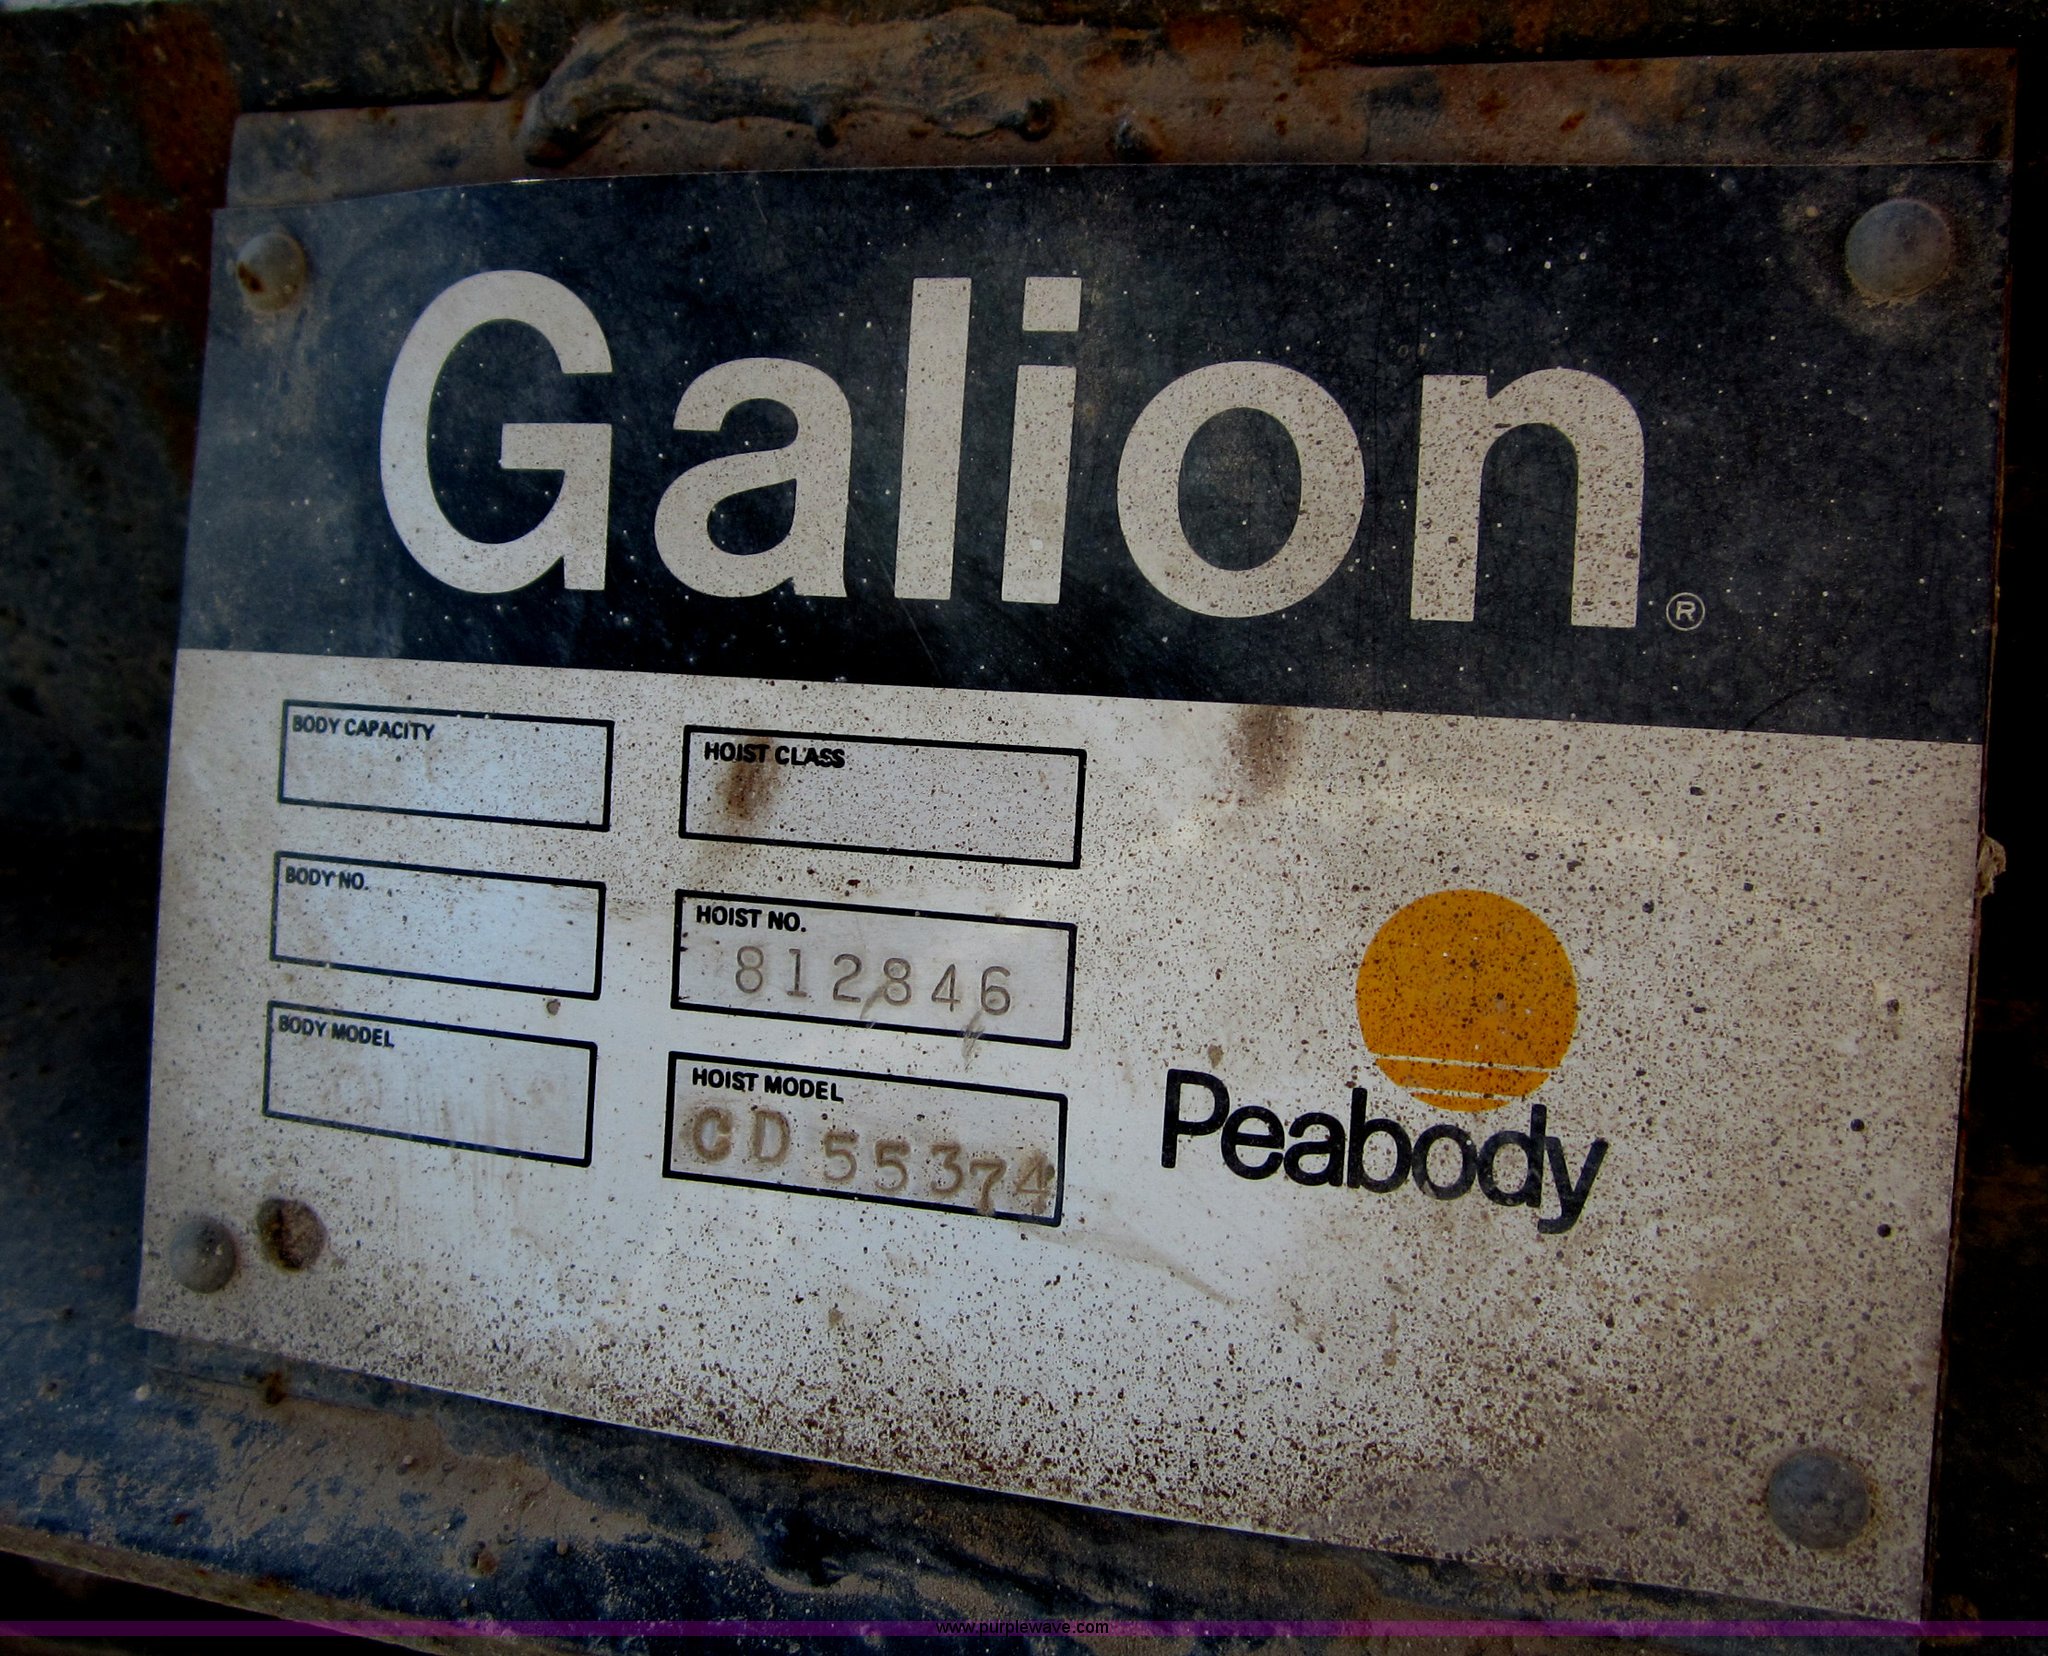 Galion ®
BODY CAPACITY
HOIST CLASS
BODY NO.
HOIST NO.
812846
BODY MODEL
HOIST MODEL
CD 55374
Peabody
www.purplewave.com